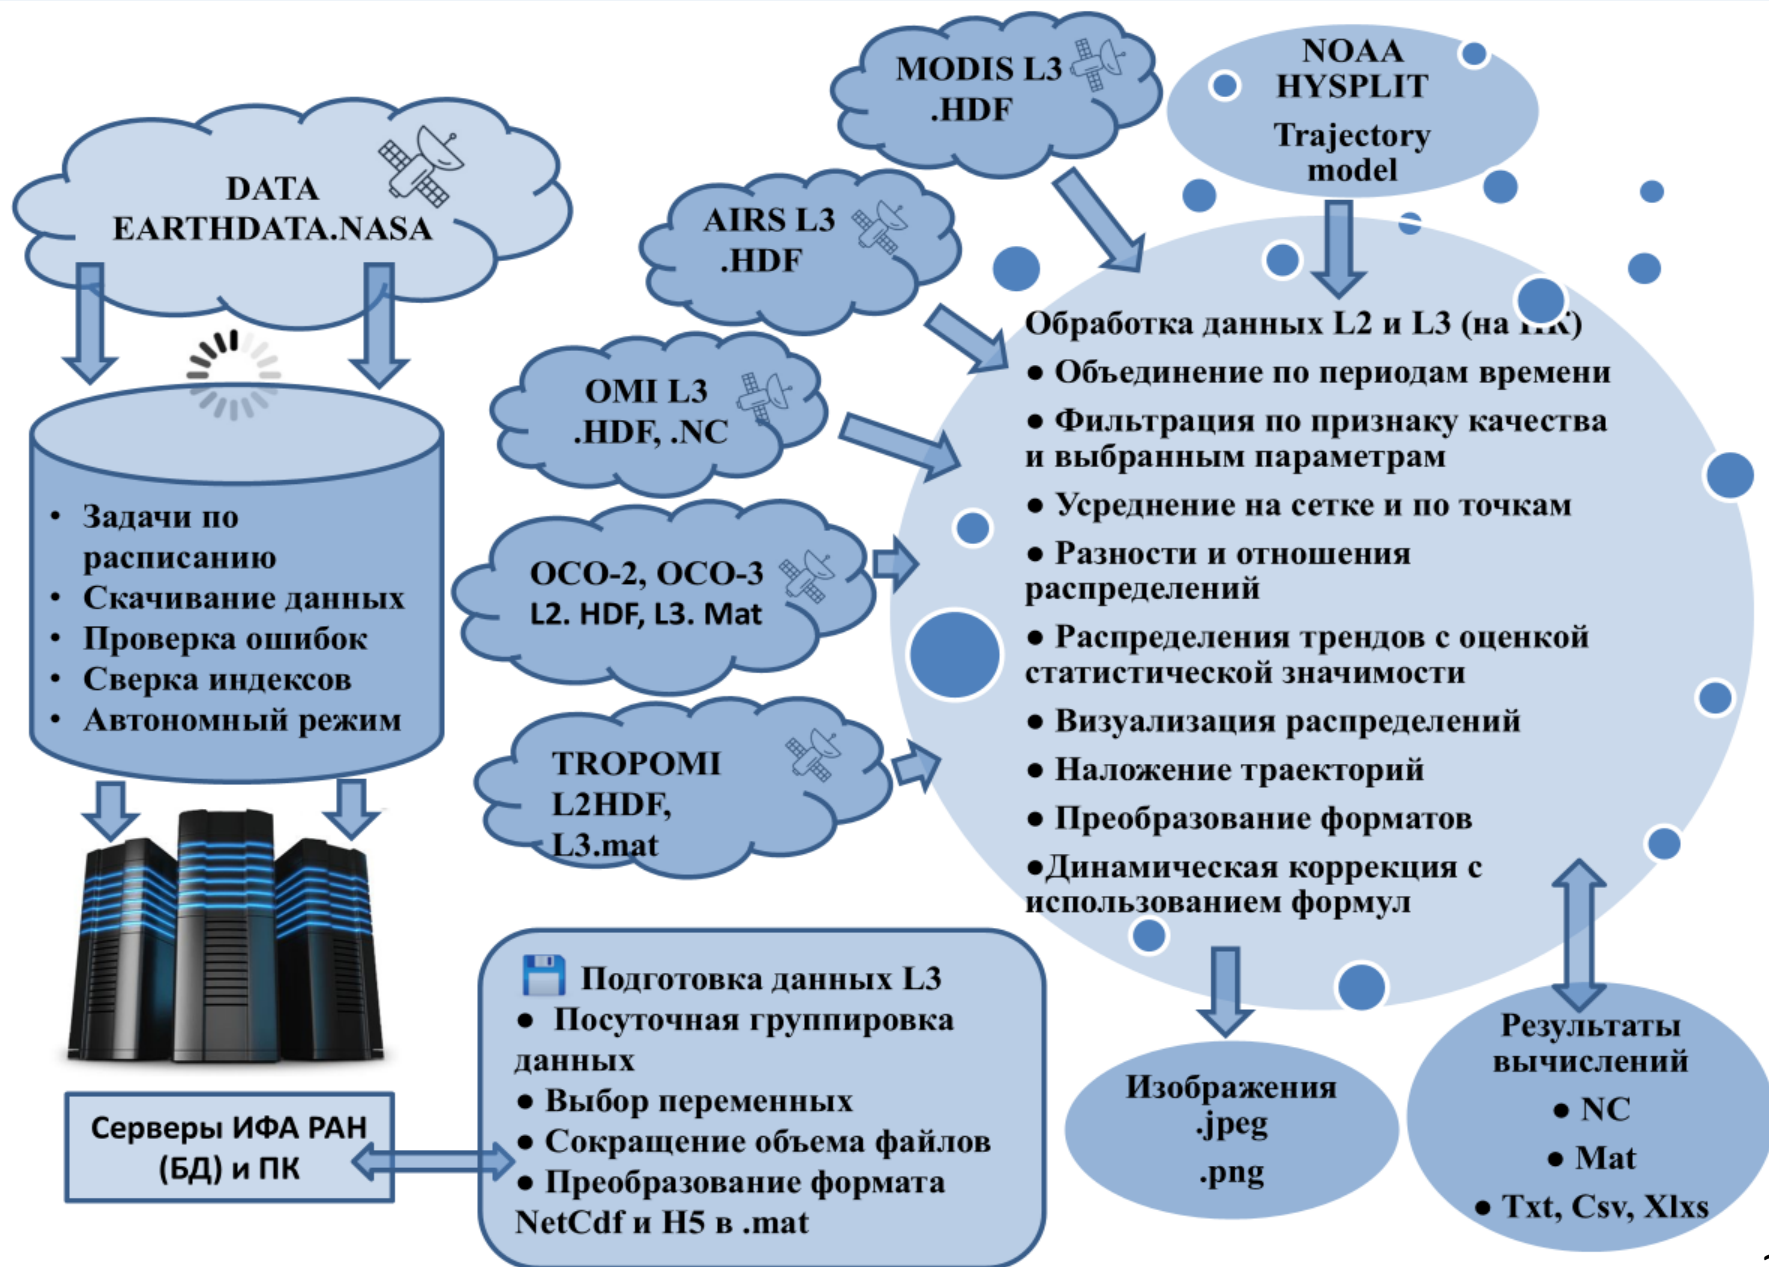 DATA
EARTHDATA.NASA
• Задачи по
расписанию
• Скачивание данных
• Проверка ошибок
• Сверка индексов
• Автономный режим
Серверы ИФА РАН
(БД) и ПК
MODIS L3
.HDF
AIRS L3
.HDF
OMI L3
.HDF, .NC
OCO-2, OCO-3
L2. HDF, L3. Mat
TROPOMI
L2HDF,
L3.mat
Подготовка данных L3
● Посуточная группировка
данных
● Выбор переменных
● Сокращение объема файлов
● Преобразование формата
NetCdf и H5 в .mat
NOAA
HYSPLIT
Trajectory
model
Обработка данных L2 и L3 (на ПК)
● Объединение по периодам времени
● Фильтрация по признаку качества
и выбранным параметрам
● Усреднение на сетке и по точкам
● Разности и отношения
распределений
● Распределения трендов с оценкой
статистической значимости
● Визуализация распределений
● Наложение траекторий
● Преобразование форматов
●Динамическая коррекция с
использованием формул
Изображения
.jpeg
.png
Результаты
вычислений
● NC
● Mat
● Txt, Csv, Xlxs